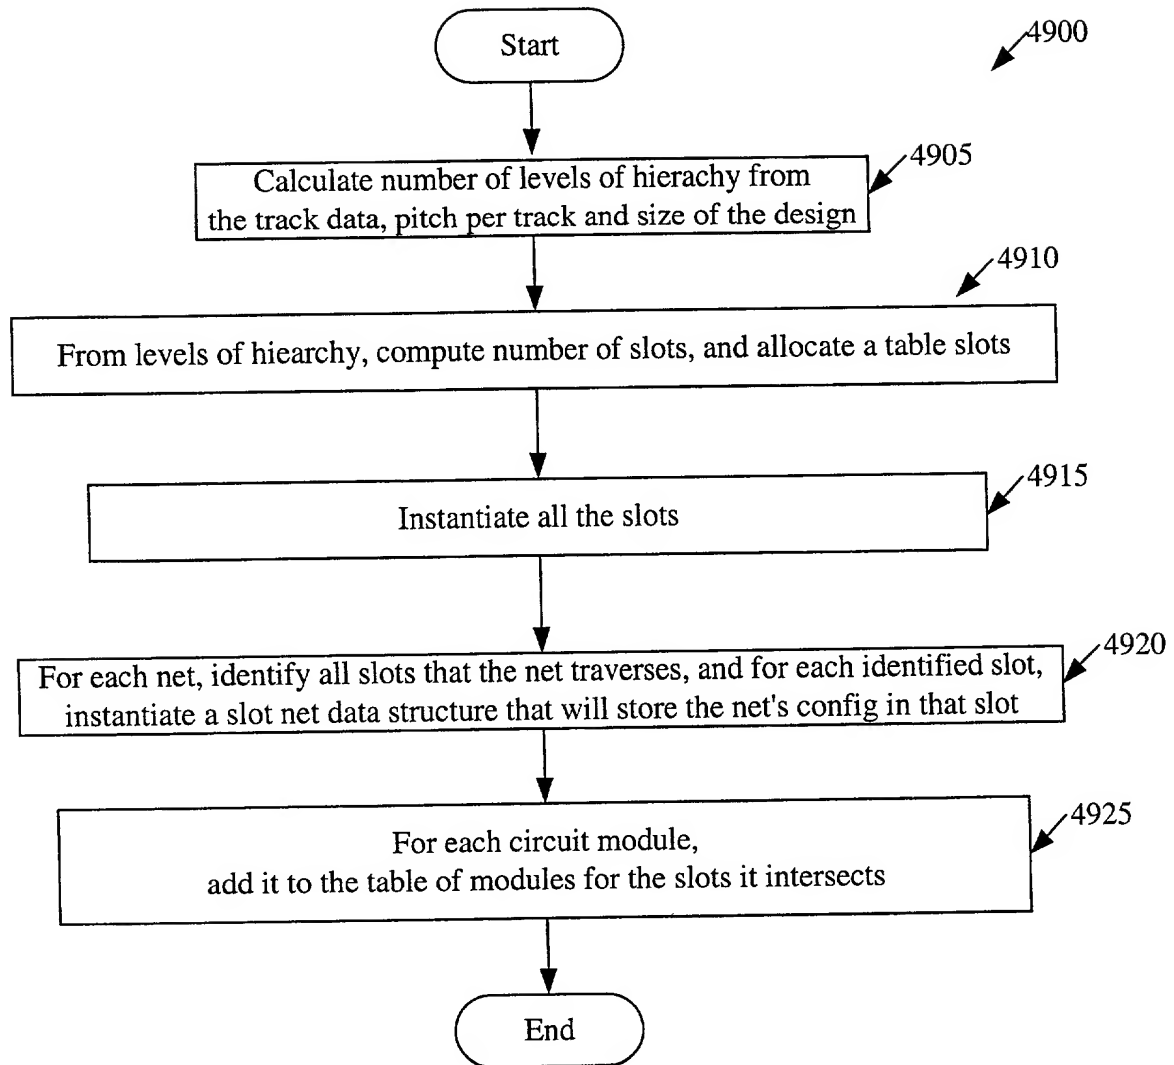 Start
4900
4905
Calculate number of levels of hierachy from
the track data, pitch per track and size of the design
4910
From levels of hiearchy, compute number of slots, and allocate a table slots
4915
Instantiate all the slots
4920
For each net, identify all slots that the net traverses, and for each identified slot,
instantiate a slot net data structure that will store the net's config in that slot
4925
For each circuit module,
add it to the table of modules for the slots it intersects
End